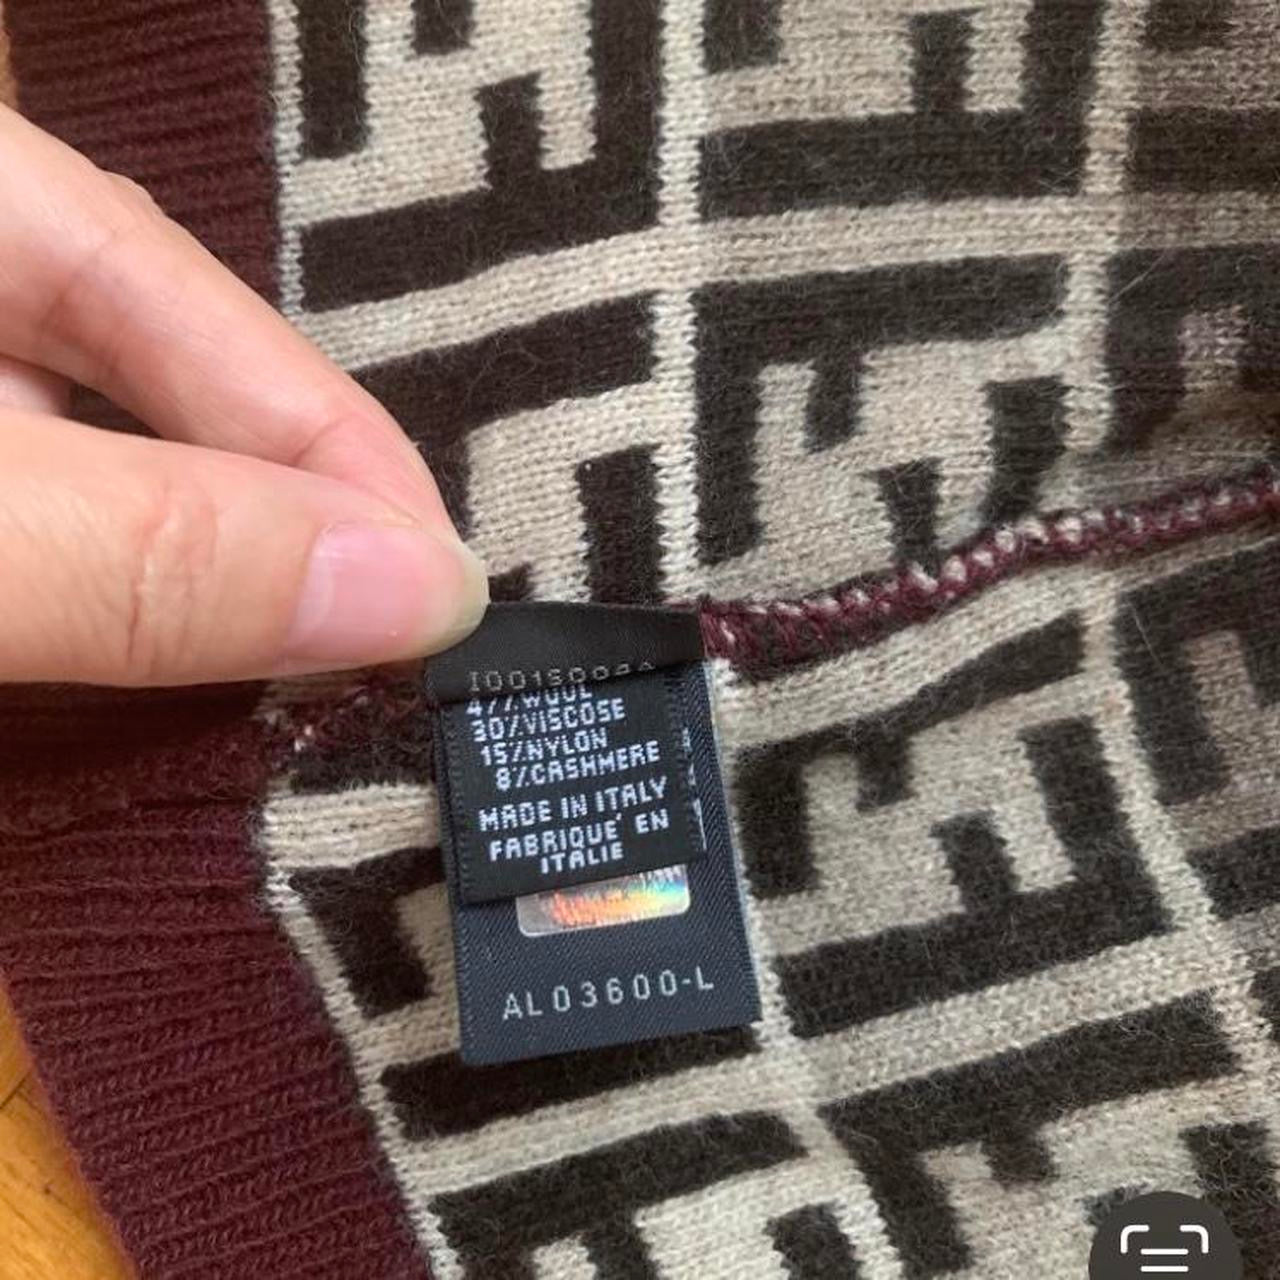 47% WOOL
30%VISCOSE
15%NYLON
8%CASHMERE
MADE IN ITALY
FABRIQUE' EN
ITALIE
AL03600-L